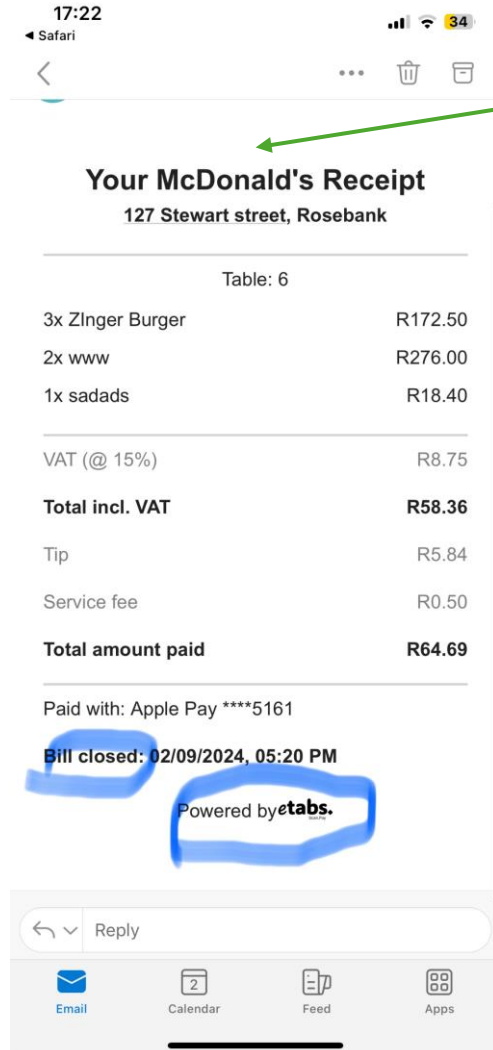 17:22
34
Safari
Your McDonald's Receipt
127 Stewart street, Rosebank
Table: 6
3x ZInger Burger R172.50
2x www R276.00
1x sadads R18.40
VAT (@ 15%) R8.75
Total incl. VAT R58.36
Tip R5.84
Service fee R0.50
Total amount paid R64.69
Paid with: Apple Pay ****5161
Bill closed: 02/09/2024, 05:20 PM
Powered by etabs.
Reply
2
Email Calendar Feed Apps